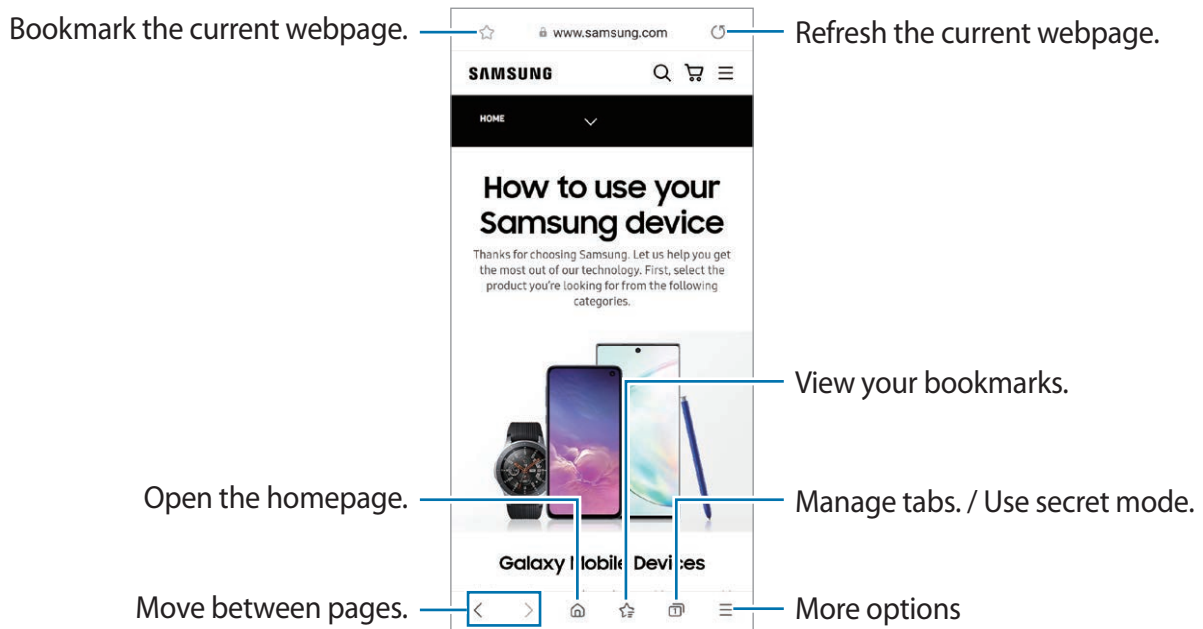 Bookmark the current webpage.
www.samsung.com
Refresh the current webpage.
SAMSUNG
HOME
How to use your
Samsung device
Thanks for choosing Samsung. Let us help you get
the most out of our technology. First, select the
product you're looking for from the following
categories.
View your bookmarks.
Open the homepage.
Manage tabs. / Use secret mode.
Galaxy Mobile Devices
Move between pages.
1
More options